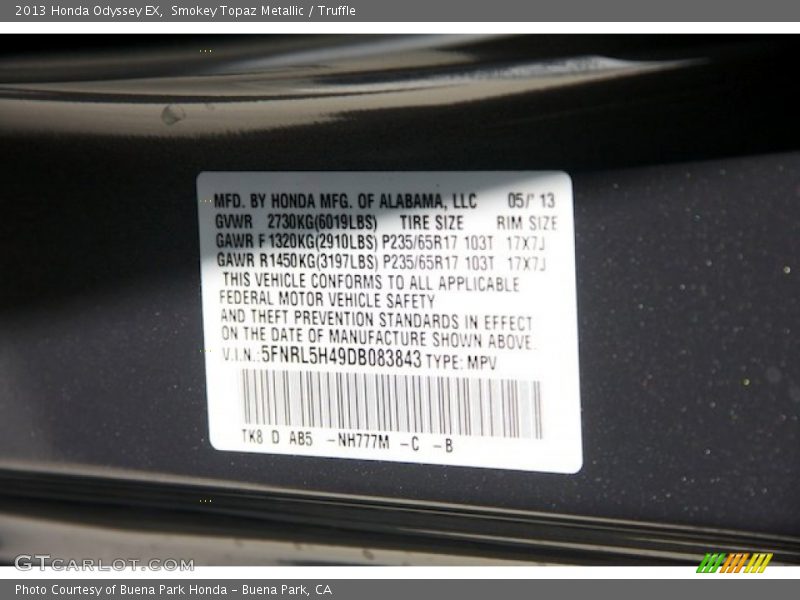 2013 Honda Odyssey EX, Smokey Topaz Metallic / Truffle
MFD. BY HONDA MFG. OF ALABAMA, LLC 05/' 13
GVWR 2730KG(6019LBS) TIRE SIZE RIM SIZE
GAWR F 1320KG(2910LBS) P235/65R17 103T 17X7J
GAWR R1450KG(3197LBS) P235/65R17 103T 17X7J
THIS VEHICLE CONFORMS TO ALL APPLICABLE
FEDERAL MOTOR VEHICLE SAFETY
AND THEFT PREVENTION STANDARDS IN EFFECT
ON THE DATE OF MANUFACTURE SHOWN ABOVE.
V.I.N.:5FNRL5H49DB083843 TYPE: MPV
TK8 D AB5 -NH777M -C -B
GTCARLOT.COM
Photo Courtesy of Buena Park Honda - Buena Park, CA